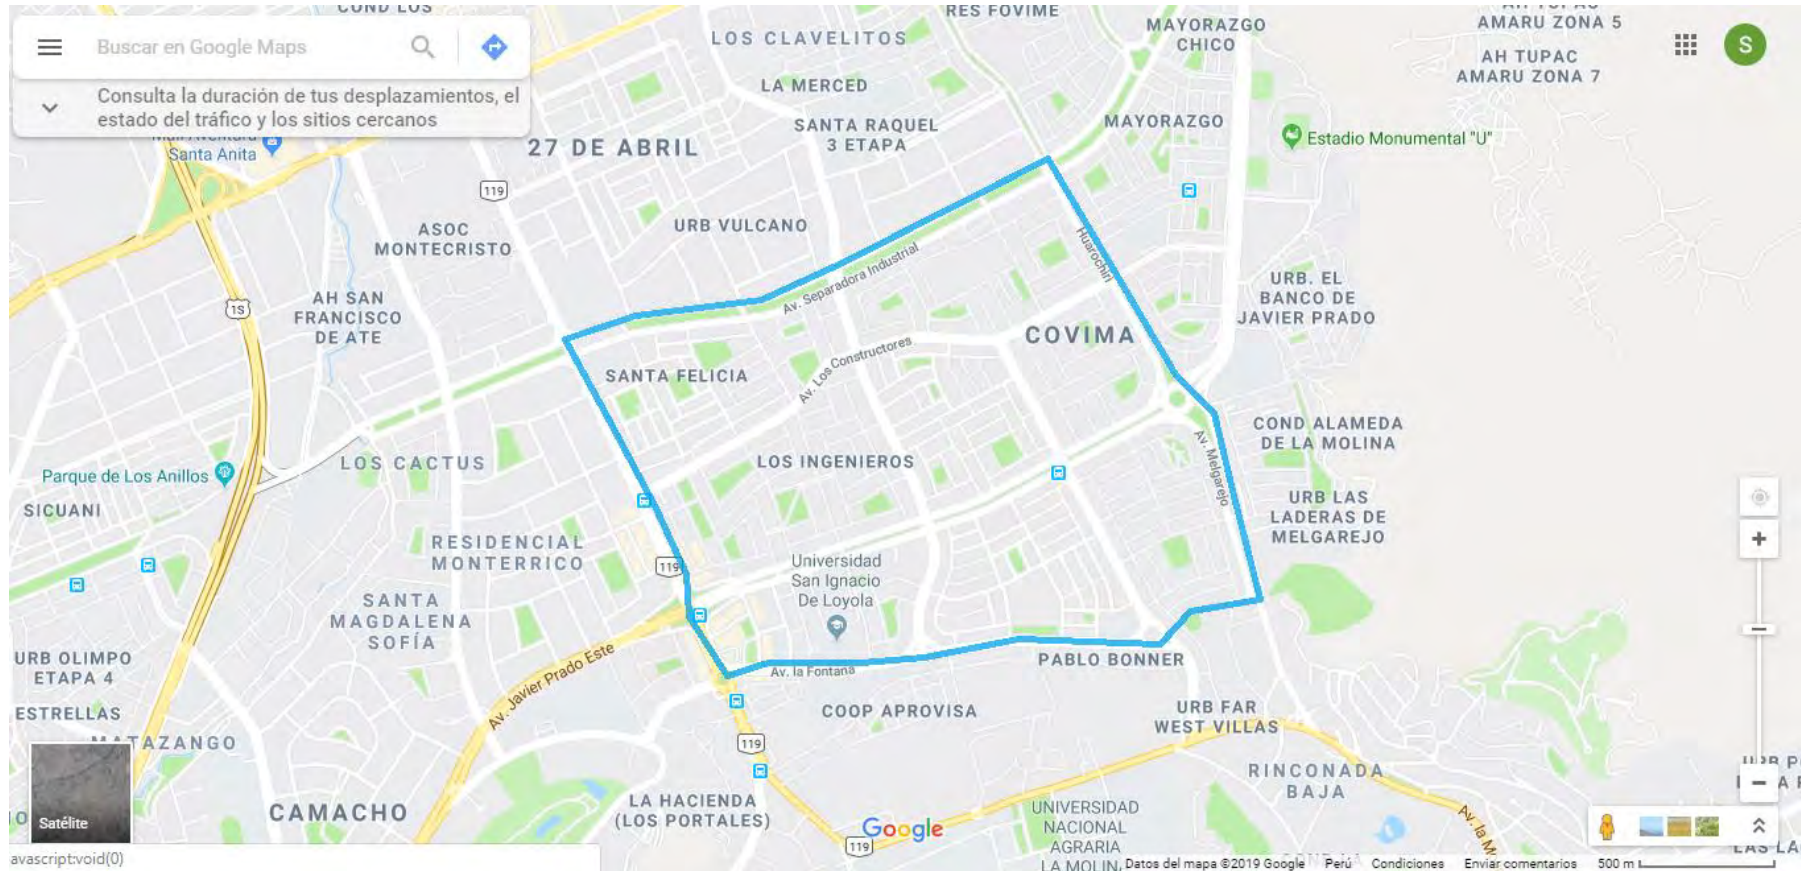 COND LOS
RES FOVIME
LOS CLAVELITOS
MAYORAZGO
CHICO
AMARU ZONA 5
AH TUPAC
AMARU ZONA 7
Buscar en Google Maps
S
Consulta la duración de tus desplazamientos, el
estado del tráfico y los sitios cercanos
LA MERCED
Santa Anita
27 DE ABRIL
SANTA RAQUEL
3 ETAPA
MAYORAZGO
Estadio Monumental "U"
119
ASOC
MONTECRISTO
URB VULCANO
Huarochiri
Av. Separadora Industrial
URB. EL
BANCO DE
JAVIER PRADO
1S
AH SAN
FRANCISCO
DE ATE
COVIMA
Av. Los Constructores
SANTA FELICIA
COND ALAMEDA
DE LA MOLINA
Av. Melgarejo
LOS CACTUS
LOS INGENIEROS
Parque de Los Anillos
SICUANI
URB LAS
LADERAS DE
MELGAREJO
RESIDENCIAL
MONTERRICO
119
Universidad
San Ignacio
De Loyola
SANTA
MAGDALENA
SOFÍA
URB OLIMPO
ETAPA 4
Av. Javier Prado Este
Av. la Fontana
PABLO BONNER
ESTRELLAS
COOP APROVISA
URB FAR
WEST VILLAS
MATAZANGO
119
RINCONADA
BAJA
Satélite
CAMACHO
LA HACIENDA
(LOS PORTALES)
Google
119
UNIVERSIDAD
NACIONAL
AGRARIA
LA MOLINA
Av. la M
avascript:void(0)
Datos del mapa ©2019 Google Perú Condiciones Enviar comentarios 500 m